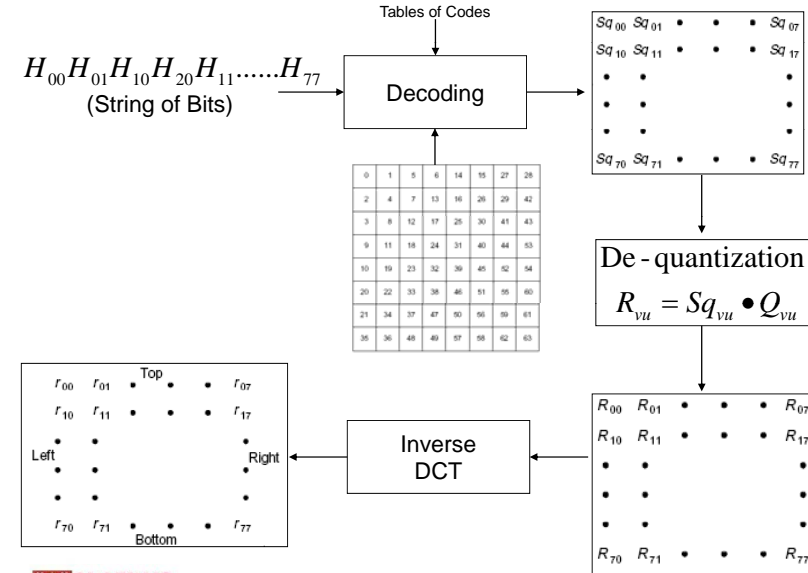 Tables of Codes
H00H01H10H20H11......H77
(String of Bits)
Decoding
Sq00 Sq01 • • • Sq07
Sq10 Sq11 • • • Sq17
• • •
• • •
• • •
Sq70 Sq71 • • • Sq77
0 1 5 6 14 15 27 28
2 4 7 13 16 26 29 42
3 8 12 17 25 30 41 43
9 11 18 24 31 40 44 53
10 19 23 32 39 45 52 54
20 22 33 38 46 51 55 60
21 34 37 47 50 56 59 61
35 36 48 49 57 58 62 63
De - quantization
Rvu = Sqvu • Qvu
Top
r00 r01 • • • r07
r10 r11 • • • r17
• • •
Left Right
• • •
• • •
r70 r71 • • • r77
Bottom
Inverse
DCT
R00 R01 • • • R07
R10 R11 • • • R17
• • •
• • •
• • •
R70 R71 • • • R77